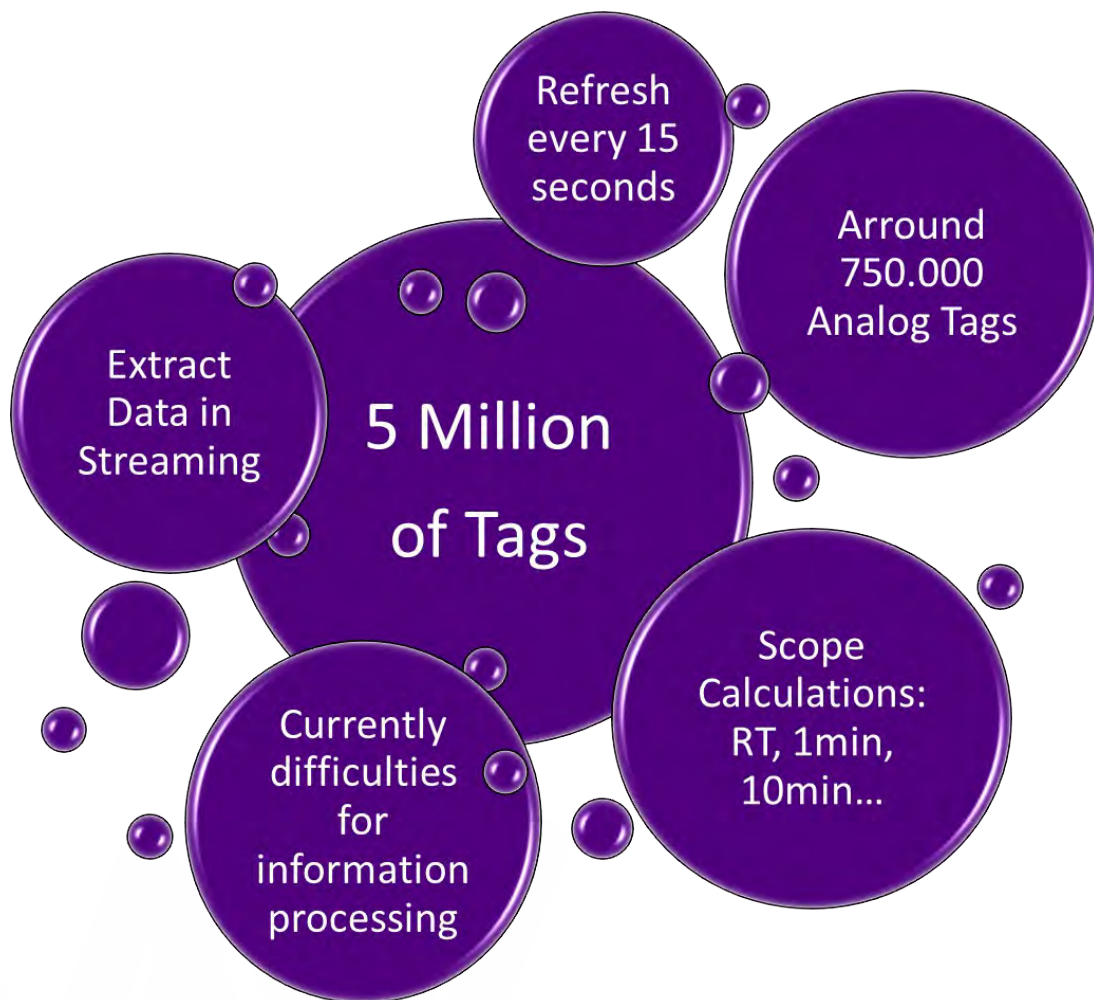 Refresh
every 15
seconds
Arround
750.000
Analog Tags
Extract
Data in
Streaming
5 Million
of Tags
Scope
Calculations:
RT, 1min,
10min...
Currently
difficulties
for
information
processing